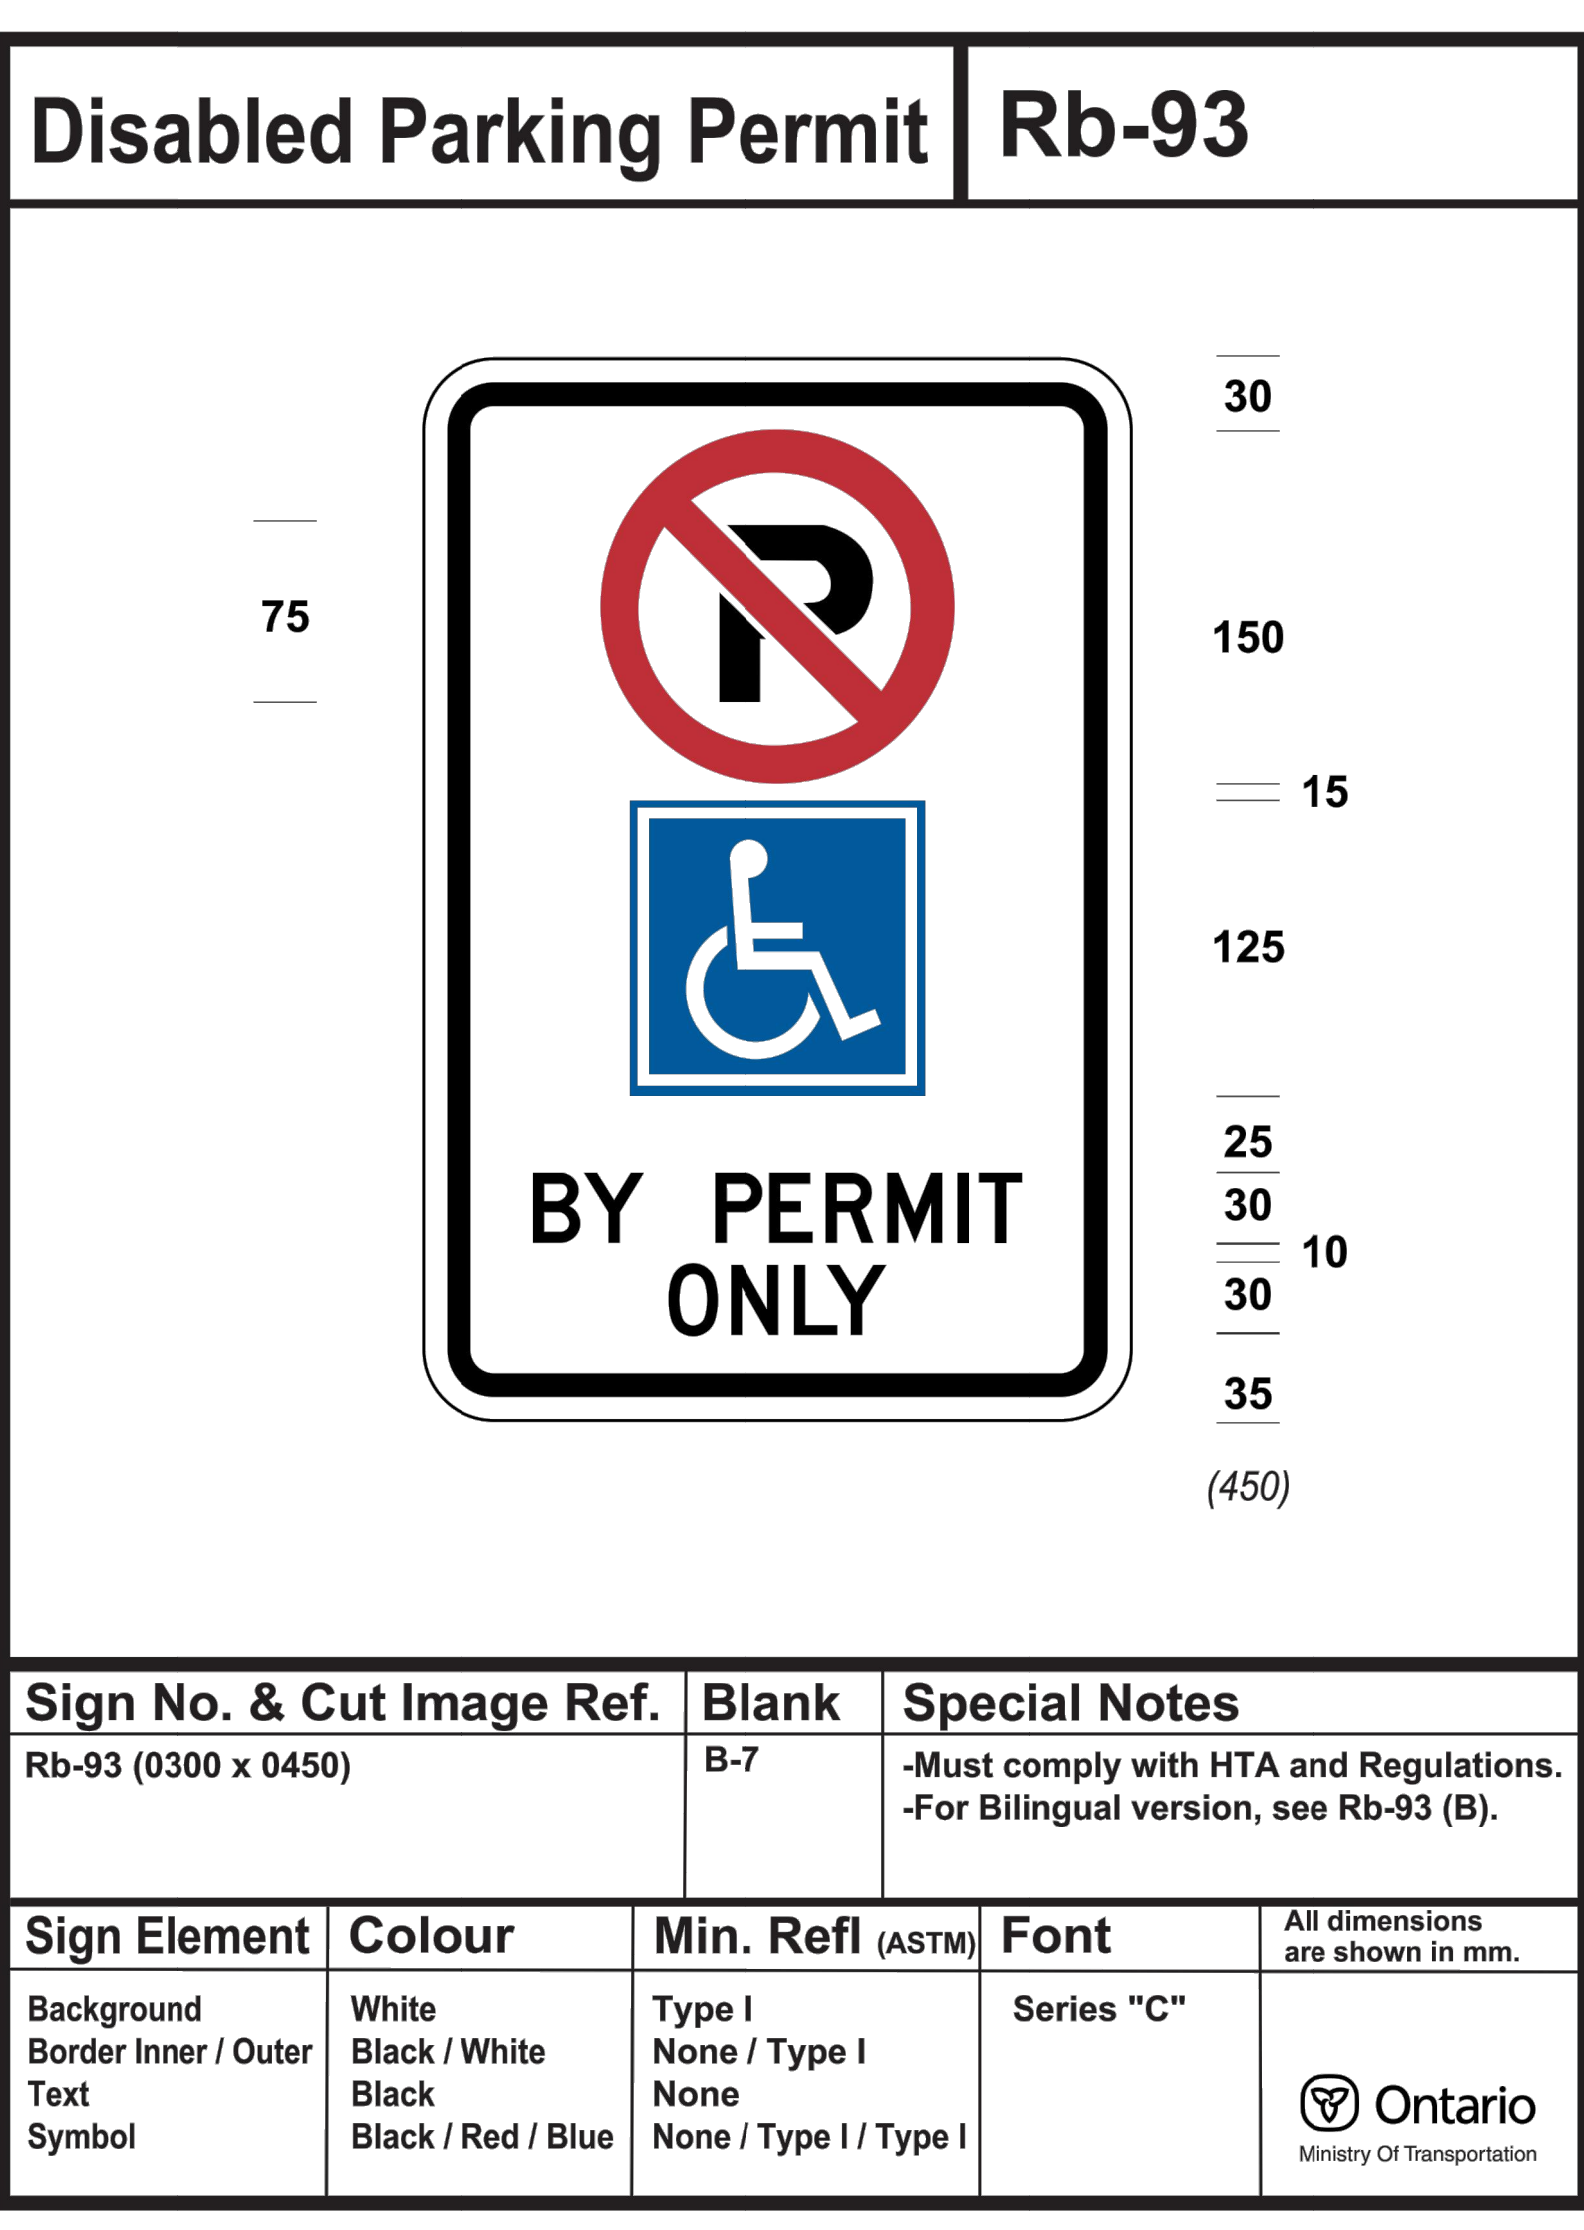 Disabled Parking Permit
Rb-93
30
75
150
15
125
25
30
10
30
35
(450)
P
BY PERMIT
ONLY
Sign No. & Cut Image Ref.
Blank
Special Notes
Rb-93 (0300 x 0450)
B-7
-Must comply with HTA and Regulations.
-For Bilingual version, see Rb-93 (B).
Sign Element
Colour
Min. Refl (ASTM)
Font
All dimensions
are shown in mm.
Background
White
Type I
Series "C"
Border Inner / Outer
Black / White
None / Type I
Text
Black
None
Symbol
Black / Red / Blue
None / Type I / Type I
Ontario
Ministry Of Transportation